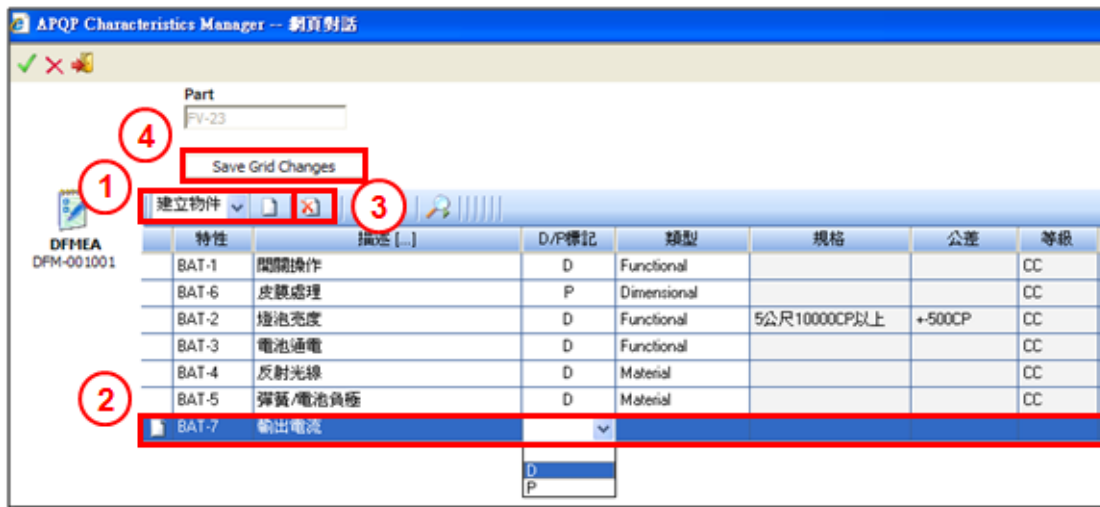 APQP Characteristics Manager -- 網頁對話
Part
FV-23
4
Save Grid Changes
1
建立物件
3
DFMEA
DFM-001001
特性 描述 [...] D/P標記 類型 規格 公差 等級
BAT-1 開關操作 D Functional CC
BAT-6 皮膜處理 P Dimensional CC
BAT-2 燈泡亮度 D Functional 5公尺10000CP以上 +-500CP CC
BAT-3 電池通電 D Functional CC
BAT-4 反射光線 D Material CC
BAT-5 彈簧/電池負極 D Material CC
2
BAT-7 輸出電流
D
P